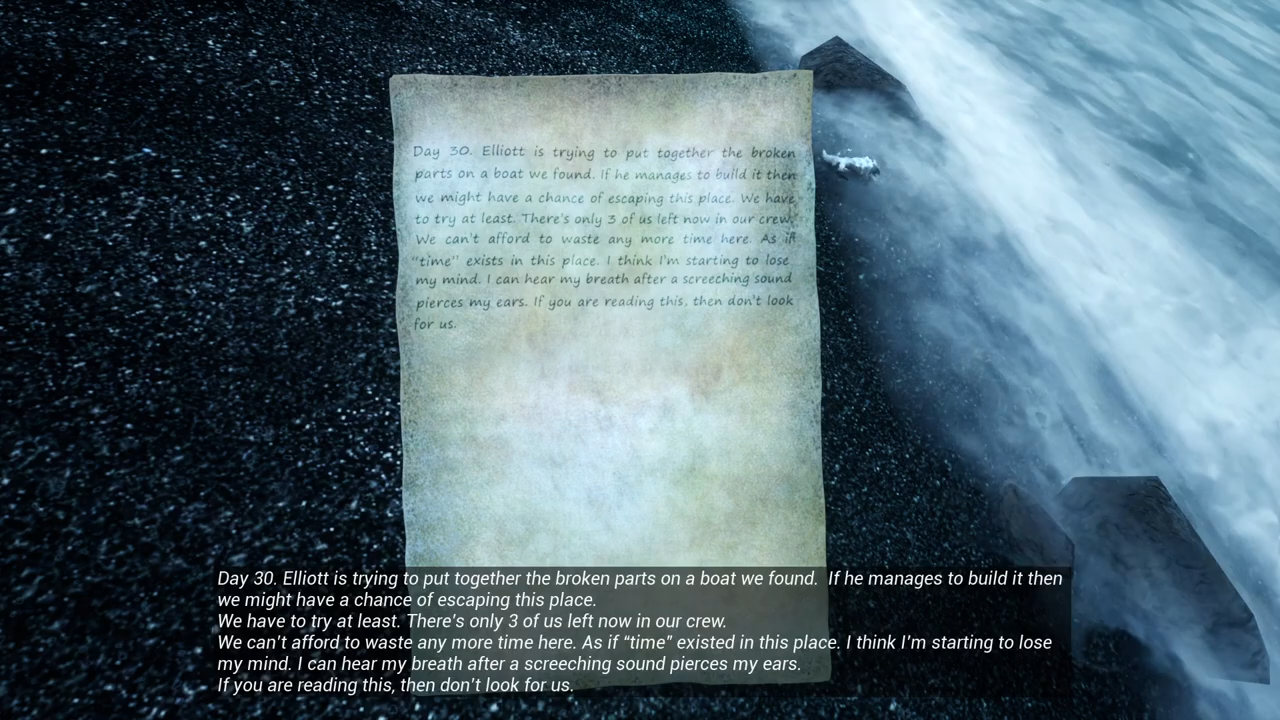 Day 30. Elliott is trying to put together the broken
parts on a boat we found. If he manages to build it then
we might have a chance of escaping this place. We have
to try at least. There's only 3 of us left now in our crew.
We can't afford to waste any more time here. As if
"time" exists in this place. I think I'm starting to lose
my mind. I can hear my breath after a screeching sound
pierces my ears. If you are reading this, then don't look
for us.
Day 30. Elliott is trying to put together the broken parts on a boat we found.  If he manages to build it then
we might have a chance of escaping this place.
We have to try at least. There's only 3 of us left now in our crew.
We can't afford to waste any more time here. As if “time” existed in this place. I think I'm starting to lose
my mind. I can hear my breath after a screeching sound pierces my ears.
If you are reading this, then don't look for us.